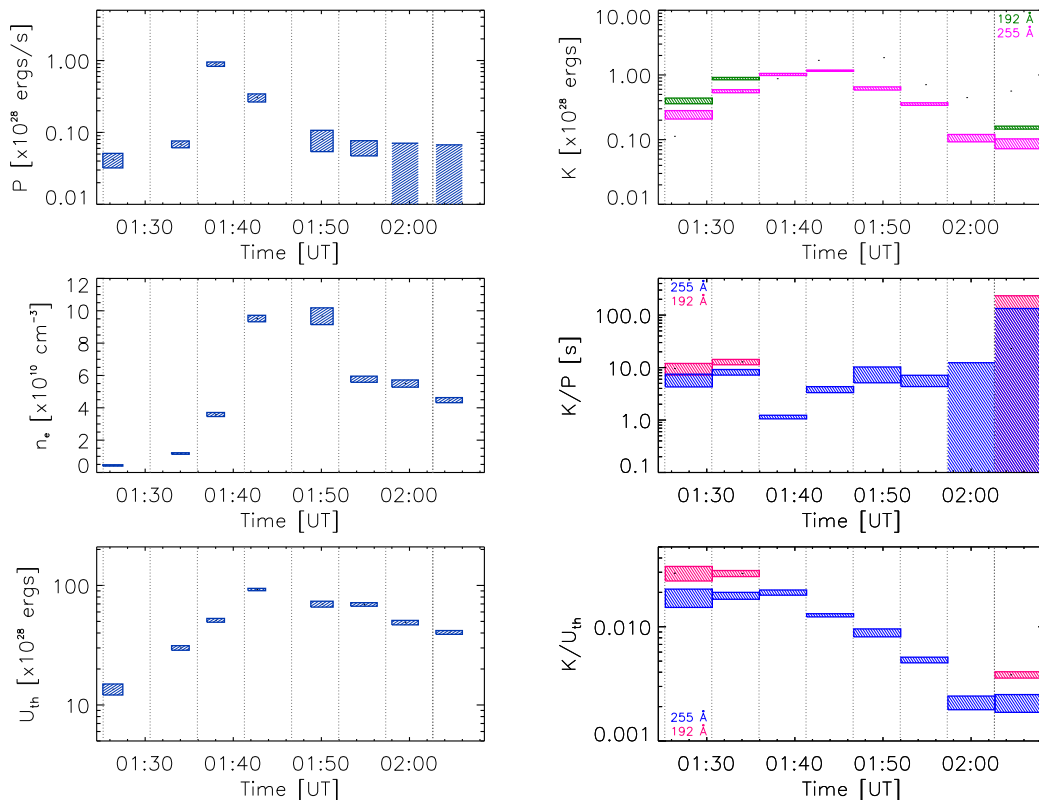 P [x10²⁸ ergs/s]
1.00
0.10
0.01
01:30 01:40 01:50 02:00
Time [UT]
K [x10²⁸ ergs]
10.00
1.00
0.10
0.01
192 Å
255 Å
01:30 01:40 01:50 02:00
Time [UT]
nₑ [x10¹⁰ cm⁻³]
12
10
8
6
4
2
0
01:30 01:40 01:50 02:00
Time [UT]
K/P [s]
100.0
10.0
1.0
0.1
255 Å
192 Å
01:30 01:40 01:50 02:00
Time [UT]
Uₜₕ [x10²⁸ ergs]
100
10
01:30 01:40 01:50 02:00
Time [UT]
K/Uₜₕ
0.010
0.001
255 Å
192 Å
01:30 01:40 01:50 02:00
Time [UT]